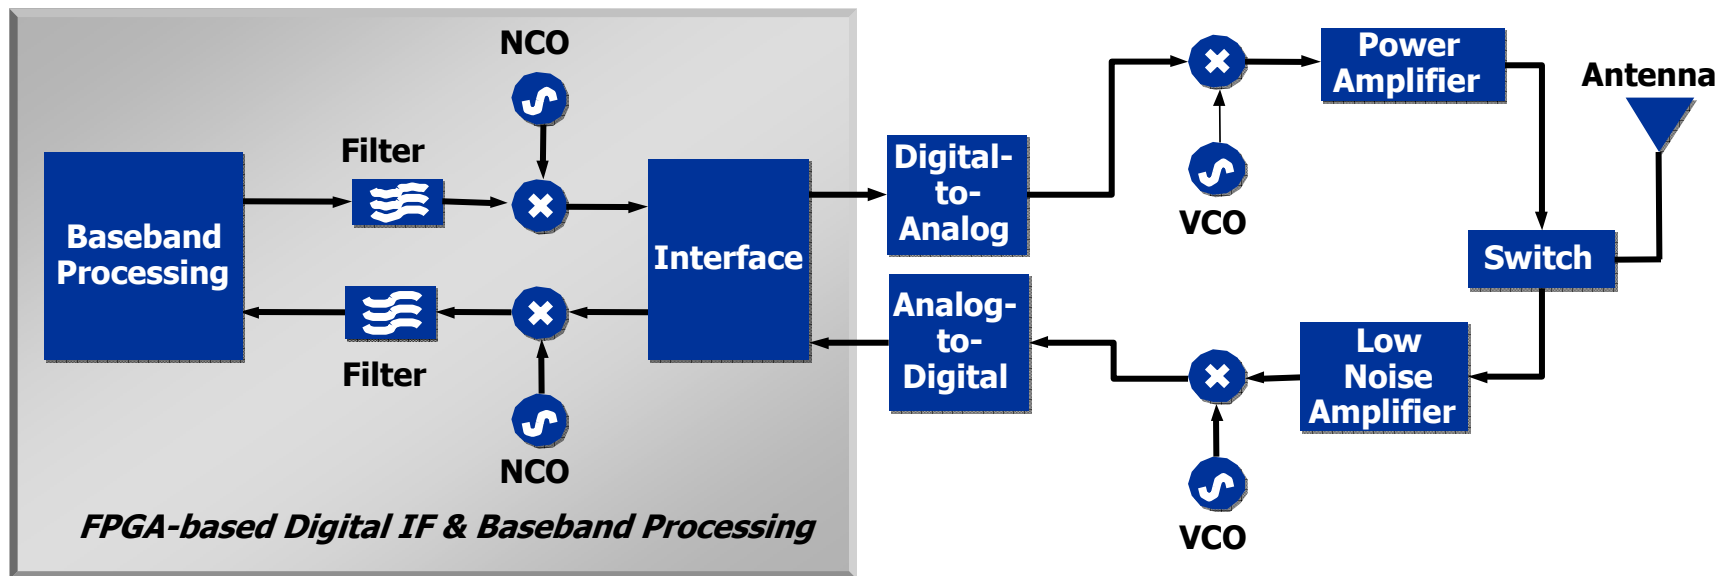 NCO
Filter
Baseband
Processing
Interface
Filter
NCO
FPGA-based Digital IF & Baseband Processing
Digital-
to-
Analog
Analog-
to-
Digital
VCO
Power
Amplifier
Antenna
Switch
Low
Noise
Amplifier
VCO